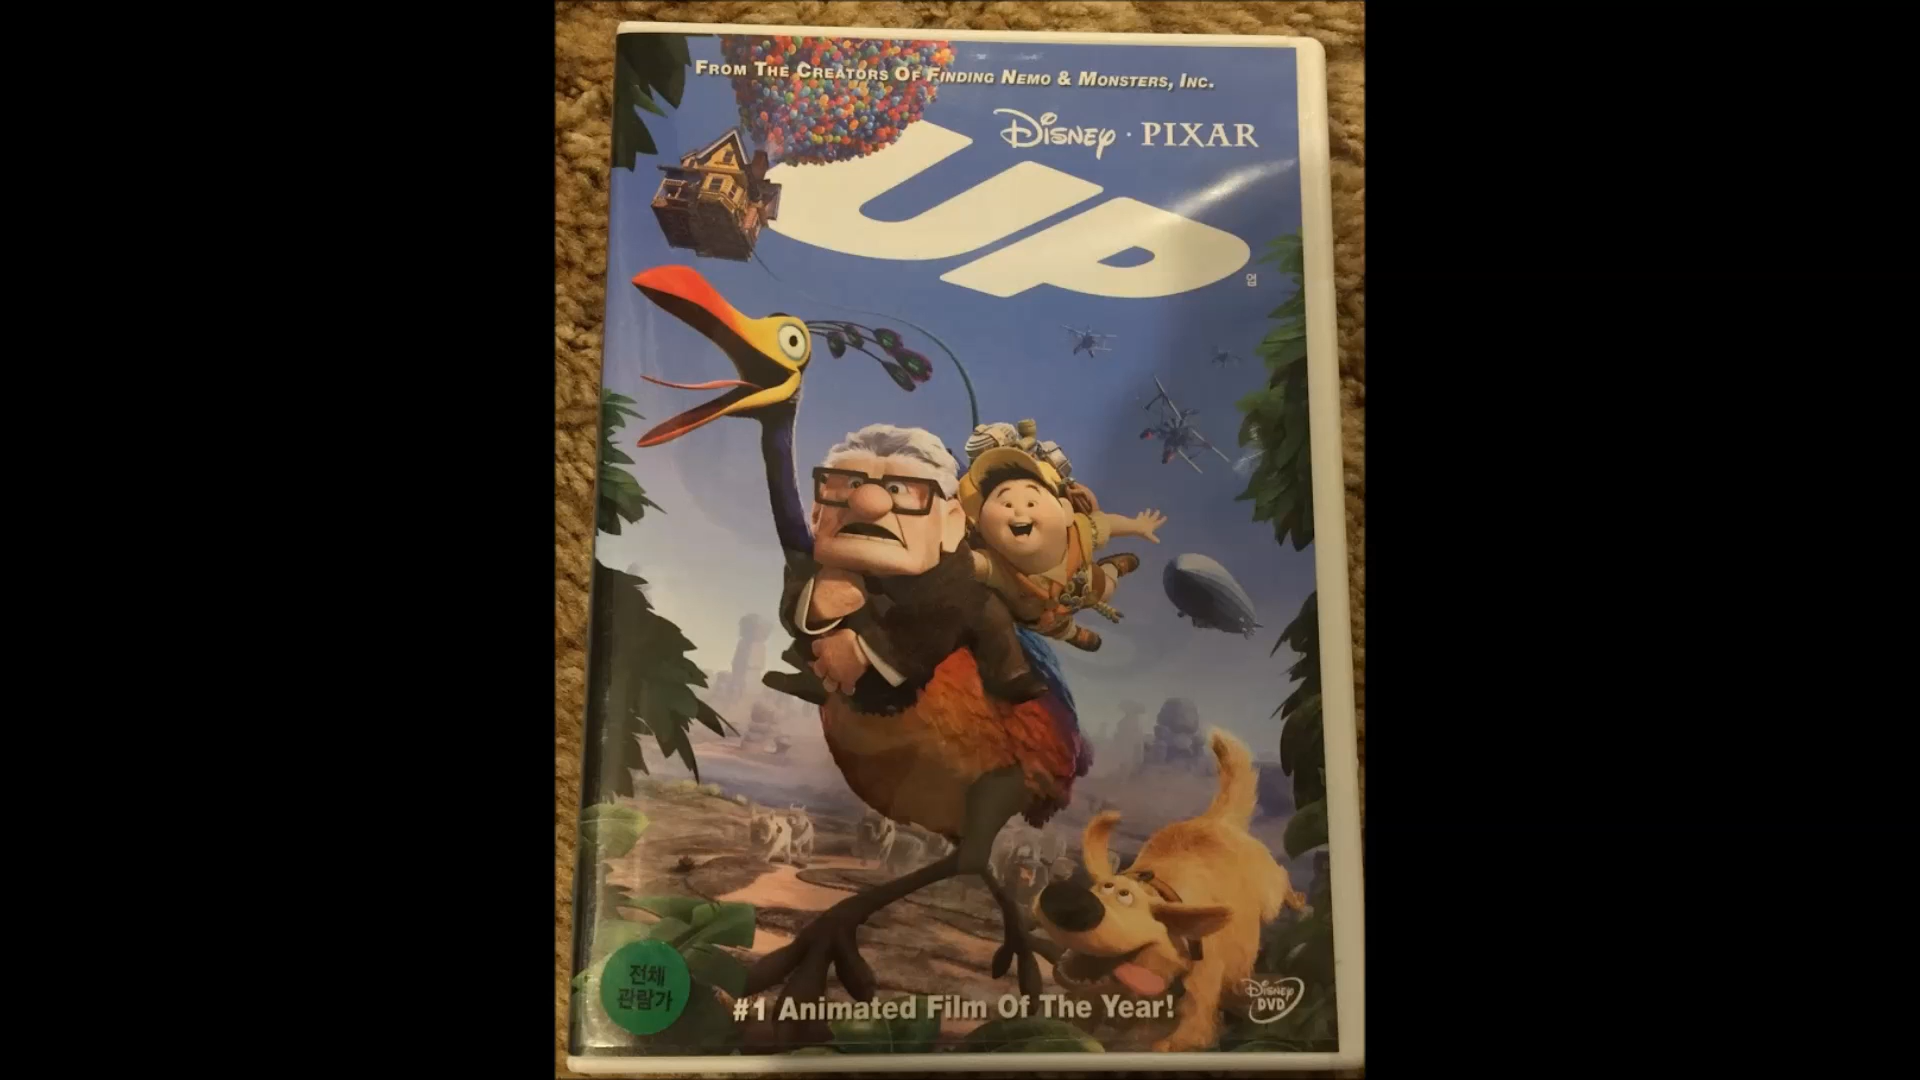 FROM THE CREATORS OF FINDING NEMO & MONSTERS, INC.
DISNEY · PIXAR
UP
업
전체
관람가
#1 Animated Film Of The Year!
DISNEY
DVD